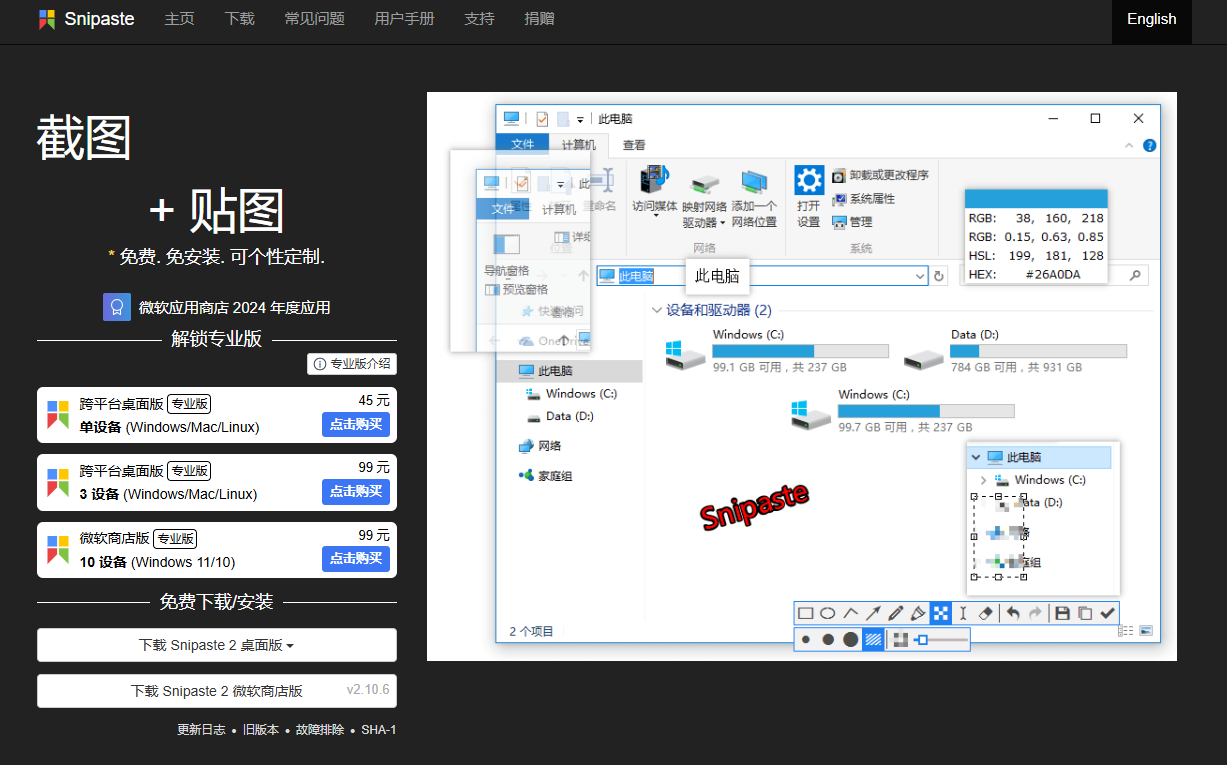 Snipaste 主页 下载 常见问题 用户手册 支持 捐赠 English
截图
+ 贴图
* 免费. 免安装. 可个性定制.
微软应用商店 2024 年度应用
解锁专业版
专业版介绍
跨平台桌面版 专业版 45 元
单设备 (Windows/Mac/Linux) 点击购买
跨平台桌面版 专业版 99 元
3 设备 (Windows/Mac/Linux) 点击购买
微软商店版 专业版 99 元
10 设备 (Windows 11/10) 点击购买
免费下载/安装
下载 Snipaste 2 桌面版
下载 Snipaste 2 微软商店版 v2.10.6
更新日志 • 旧版本 • 故障排除 • SHA-1
此电脑
文件 计算机 查看
此
文件 计算机
重命名
导航窗格
预览窗格
详细
快速访问
OneDrive
访问媒体
映射网络
驱动器
添加一个
网络位置
网络
打开
设置
卸载或更改程序
系统属性
管理
系统
RGB: 38, 160, 218
RGB: 0.15, 0.63, 0.85
HSL: 199, 181, 128
HEX: #26A0DA
此电脑
此电脑
设备和驱动器 (2)
Windows (C:)
99.1 GB 可用，共 237 GB
Data (D:)
784 GB 可用，共 931 GB
Windows (C:)
99.7 GB 可用，共 237 GB
此电脑
Windows (C:)
Data (D:)
网络
家庭组
Snipaste
此电脑
Windows (C:)
ata (D:)
络
庭组
2 个项目